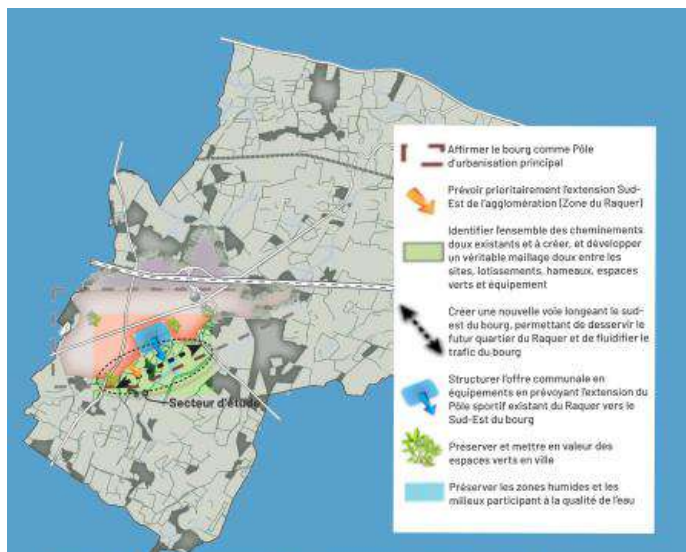 Affirmer le bourg comme Pôle
d'urbanisation principal
Prévoir prioritairement l'extension Sud-
Est de l'agglomération (Zone du Raquer)
Identifier l'ensemble des cheminements
doux existants et à créer, et développer
un véritable maillage doux entre les
sites, lotissements, hameaux, espaces
verts et équipement
Créer une nouvelle voie longeant le sud-
est du bourg, permettant de desservir le
futur quartier du Raquer et de fluidifier le
trafic du bourg
Structurer l'offre communale en
équipements en prévoyant l'extension du
Pôle sportif existant du Raquer vers le
Sud-Est du bourg
Préserver et mettre en valeur des
espaces verts en ville
Préserver les zones humides et les
milieux participant à la qualité de l'eau
Secteur d'étude